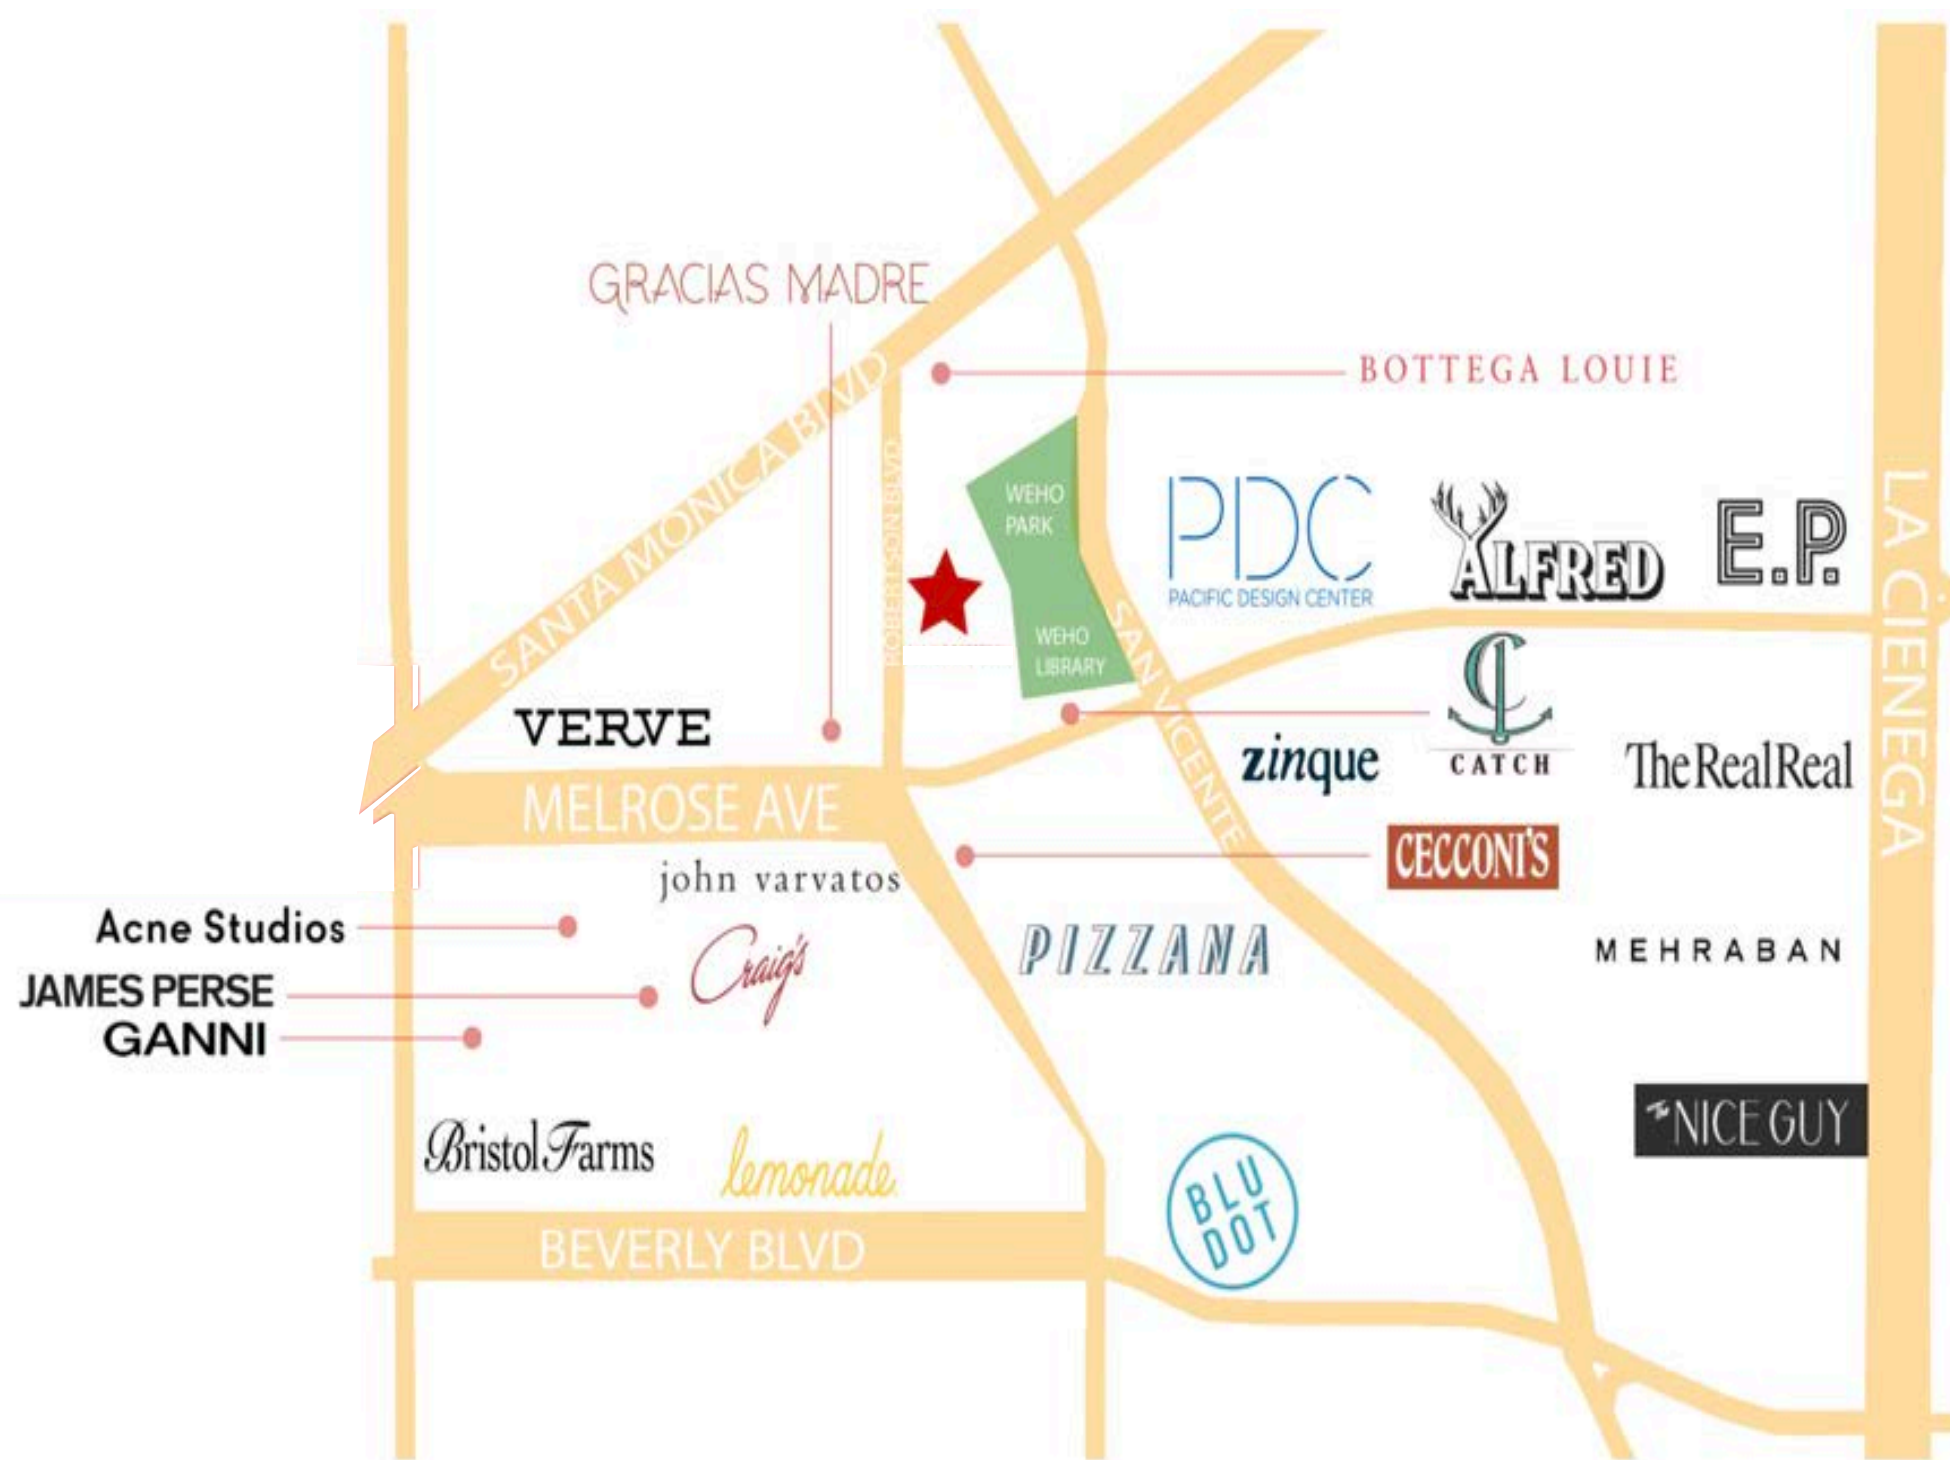 GRACIAS MADRE
BOTTEGA LOUIE
SANTA MONICA BLVD
ROBERTSON BLVD
WEHO
PARK
PDC
PACIFIC DESIGN CENTER
ALFRED
E.P.
LA CIENEGA
WEHO
LIBRARY
SAN VICENTE
VERVE
CATCH
zinque
TheRealReal
MELROSE AVE
CECCONI'S
john varvatos
Acne Studios
Craig's
PIZZANA
MEHRABAN
JAMES PERSE
GANNI
Bristol Farms
lemonade
The NICE GUY
BLU
DOT
BEVERLY BLVD